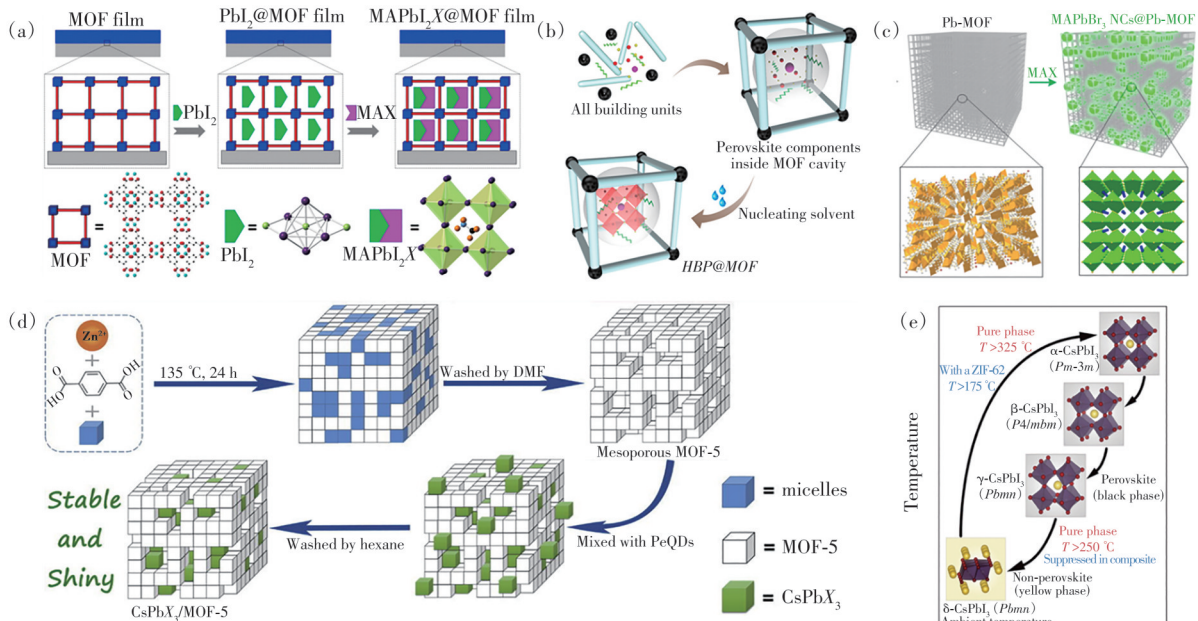 (a)
MOF film
PbI₂@MOF film
MAPbI₂X@MOF film
PbI₂
MAX
MOF
=
PbI₂
=
MAPbI₂X
=
(b)
All building units
Perovskite components
inside MOF cavity
Nucleating solvent
HBP@MOF
(c)
Pb-MOF
MAPbBr₃ NCs@Pb-MOF
MAX
(d)
Zn²⁺
+
O
OH
HO
O
+
135 ℃, 24 h
Washed by DMF
Mesoporous MOF-5
Mixed with PeQDs
Washed by hexane
Stable
and
Shiny
CsPbX₃/MOF-5
= micelles
= MOF-5
= CsPbX₃
(e)
Temperature
Pure phase
T >325 ℃
With a ZIF-62
T >175 ℃
α-CsPbI₃
(Pm-3m)
β-CsPbI₃
(P4/mbm)
γ-CsPbI₃
(Pbmn)
Perovskite
(black phase)
Pure phase
T >250 ℃
Suppressed in composite
Non-perovskite
(yellow phase)
δ-CsPbI₃ (Pbmn)
Ambient temperature